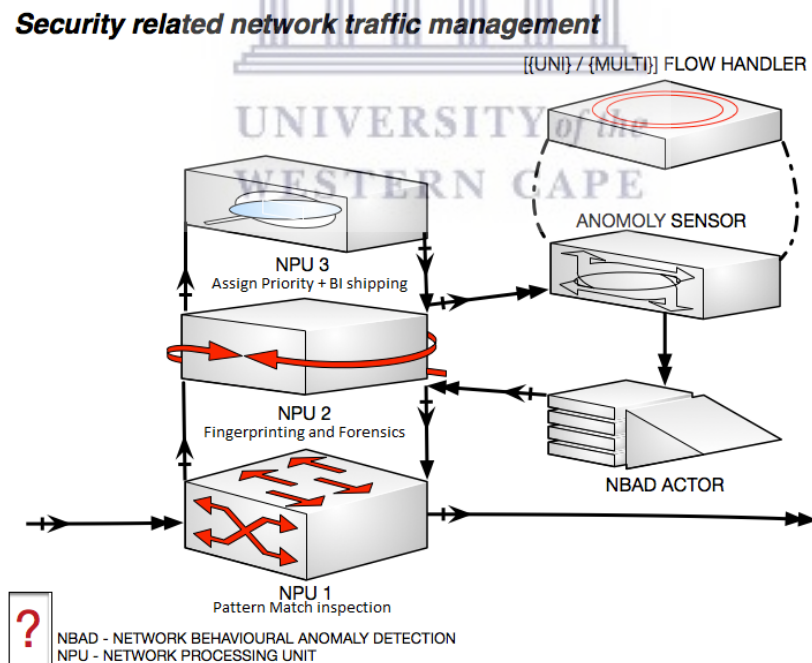 Security related network traffic management
[{UNI} / {MULTI}] FLOW HANDLER
UNIVERSITY of the
WESTERN CAPE
ANOMOLY SENSOR
NPU 3
Assign Priority + BI shipping
NPU 2
Fingerprinting and Forensics
NBAD ACTOR
NPU 1
Pattern Match inspection
?
NBAD - NETWORK BEHAVIOURAL ANOMALY DETECTION
NPU - NETWORK PROCESSING UNIT